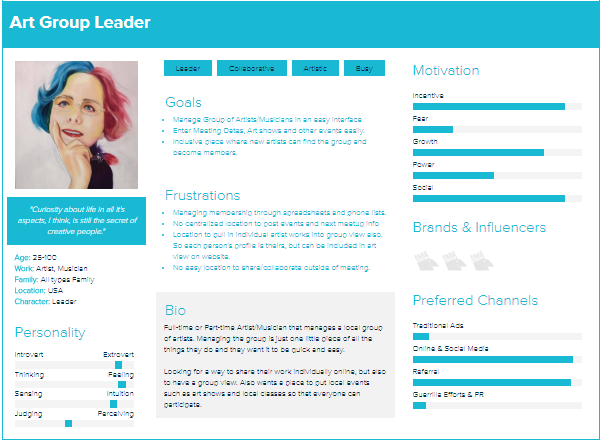 Art Group Leader
"Curiosity about life in all it's
aspects, I think, is still the secret of
creative people."
Age: 25-100
Work: Artist, Musician
Family: All types Family
Location: USA
Character: Leader
Personality
Introvert Extrovert
Thinking Feeling
Sensing Intuition
Judging Perceiving
Leader Collaborative Artistic Busy
Goals
• Manage Group of Artists/Musicians in an easy interface
• Enter Meeting Dates, Art shows and other events easily,
• Inclusive place where new artists can find the group and
become members.
Frustrations
• Managing membership through spreadsheets and phone lists.
• No centralized location to post events and next meetup info
• Location to pull in individual artist works into group view also,
So each person's profile is theirs, but can be included in art
view on website.
• No easy location to share/collaborate outside of meeting.
Bio
Full-time or Part-time Artist/Musician that manages a local group
of artists. Managing the group is just one little piece of all the
things they do and they want it to be quick and easy.
Looking for a way to share their work individually online, but also
to have a group view. Also wants a place to put local events
such as art shows and local classes so that everyone can
participate.
Motivation
Incentive
Fear
Growth
Power
Social
Brands & Influencers
Preferred Channels
Traditional Ads
Online & Social Media
Referral
Guerrilla Efforts & PR